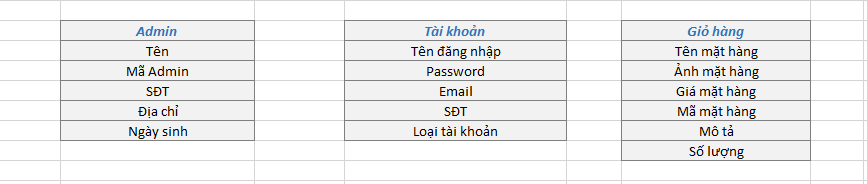 Admin
Tên
Mã Admin
SĐT
Địa chỉ
Ngày sinh
Tài khoản
Tên đăng nhập
Password
Email
SĐT
Loại tài khoản
Giỏ hàng
Tên mặt hàng
Ảnh mặt hàng
Giá mặt hàng
Mã mặt hàng
Mô tả
Số lượng